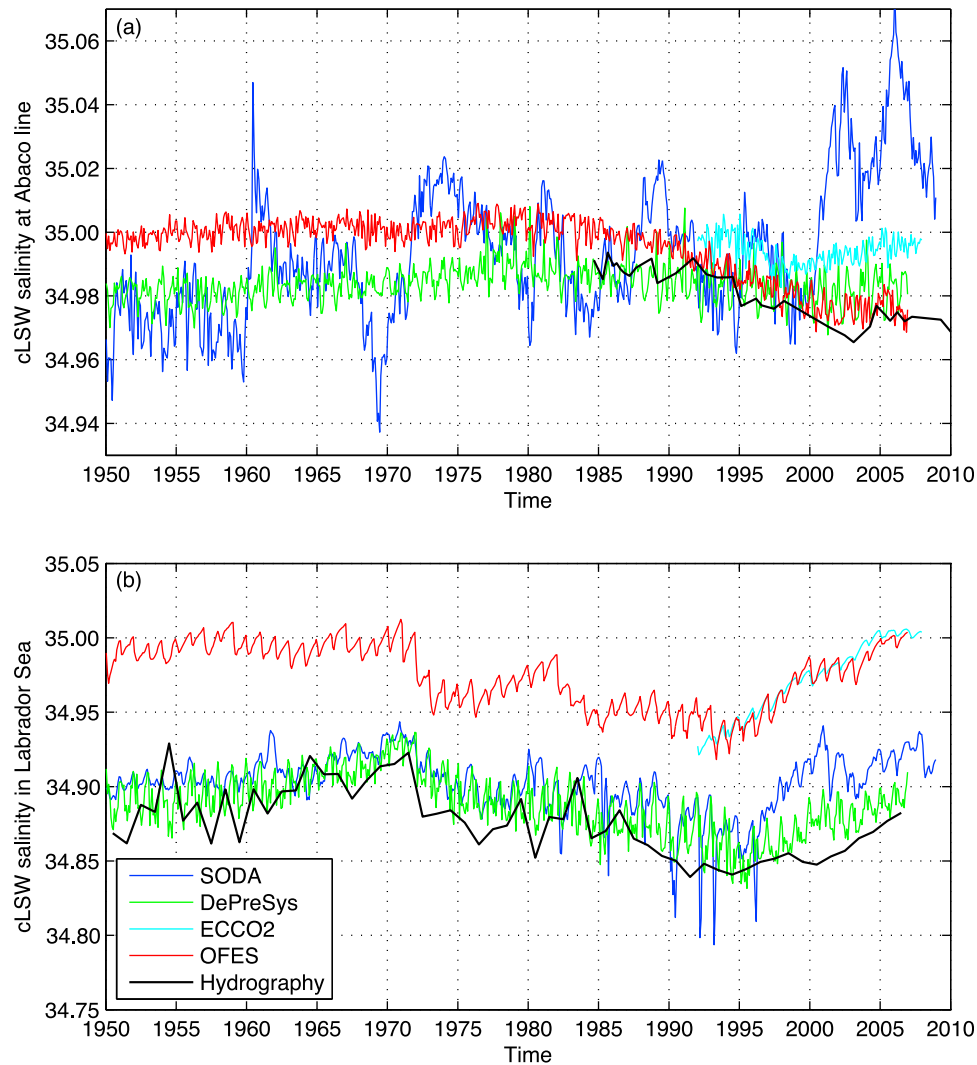 (a)
35.06
35.04
35.02
35.00
34.98
34.96
34.94
cLSW salinity at Abaco line
1950 1955 1960 1965 1970 1975 1980 1985 1990 1995 2000 2005 2010
Time
(b)
35.05
35.00
34.95
34.90
34.85
34.80
34.75
cLSW salinity in Labrador Sea
SODA
DePreSys
ECCO2
OFES
Hydrography
1950 1955 1960 1965 1970 1975 1980 1985 1990 1995 2000 2005 2010
Time